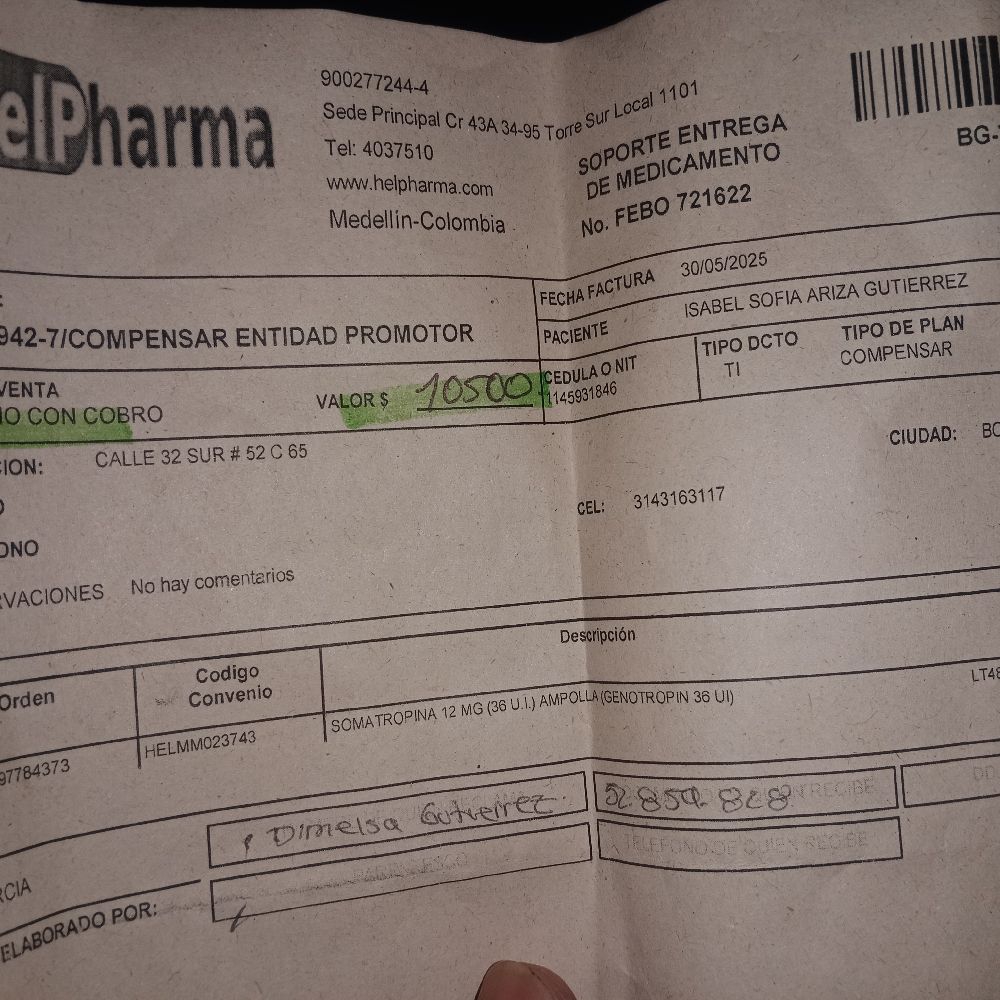 elPharma
900277244-4
Sede Principal Cr 43A 34-95 Torre Sur Local 1101
Tel: 4037510
www.helpharma.com
Medellín-Colombia
SOPORTE ENTREGA
DE MEDICAMENTO
No. FEBO 721622
BG-
FECHA FACTURA 30/05/2025
942-7/COMPENSAR ENTIDAD PROMOTOR
PACIENTE ISABEL SOFIA ARIZA GUTIERREZ
VENTA
IO CON COBRO
VALOR $ 10500
CEDULA O NIT
1145931846
TIPO DCTO
TI
TIPO DE PLAN
COMPENSAR
ION: CALLE 32 SUR # 52 C 65
CIUDAD: BO
CEL: 3143163117
ONO
RVACIONES No hay comentarios
Descripción
Orden
Codigo
Convenio
LT48
97784373
HELMM023743
SOMATROPINA 12 MG (36 U.I.) AMPOLLA (GENOTROPIN 36 UI)
Dimelsa Gutierrez
52854828
RECIBE
DD
TELEFONO DE QUIEN RECIBE
RCIA
ELABORADO POR: